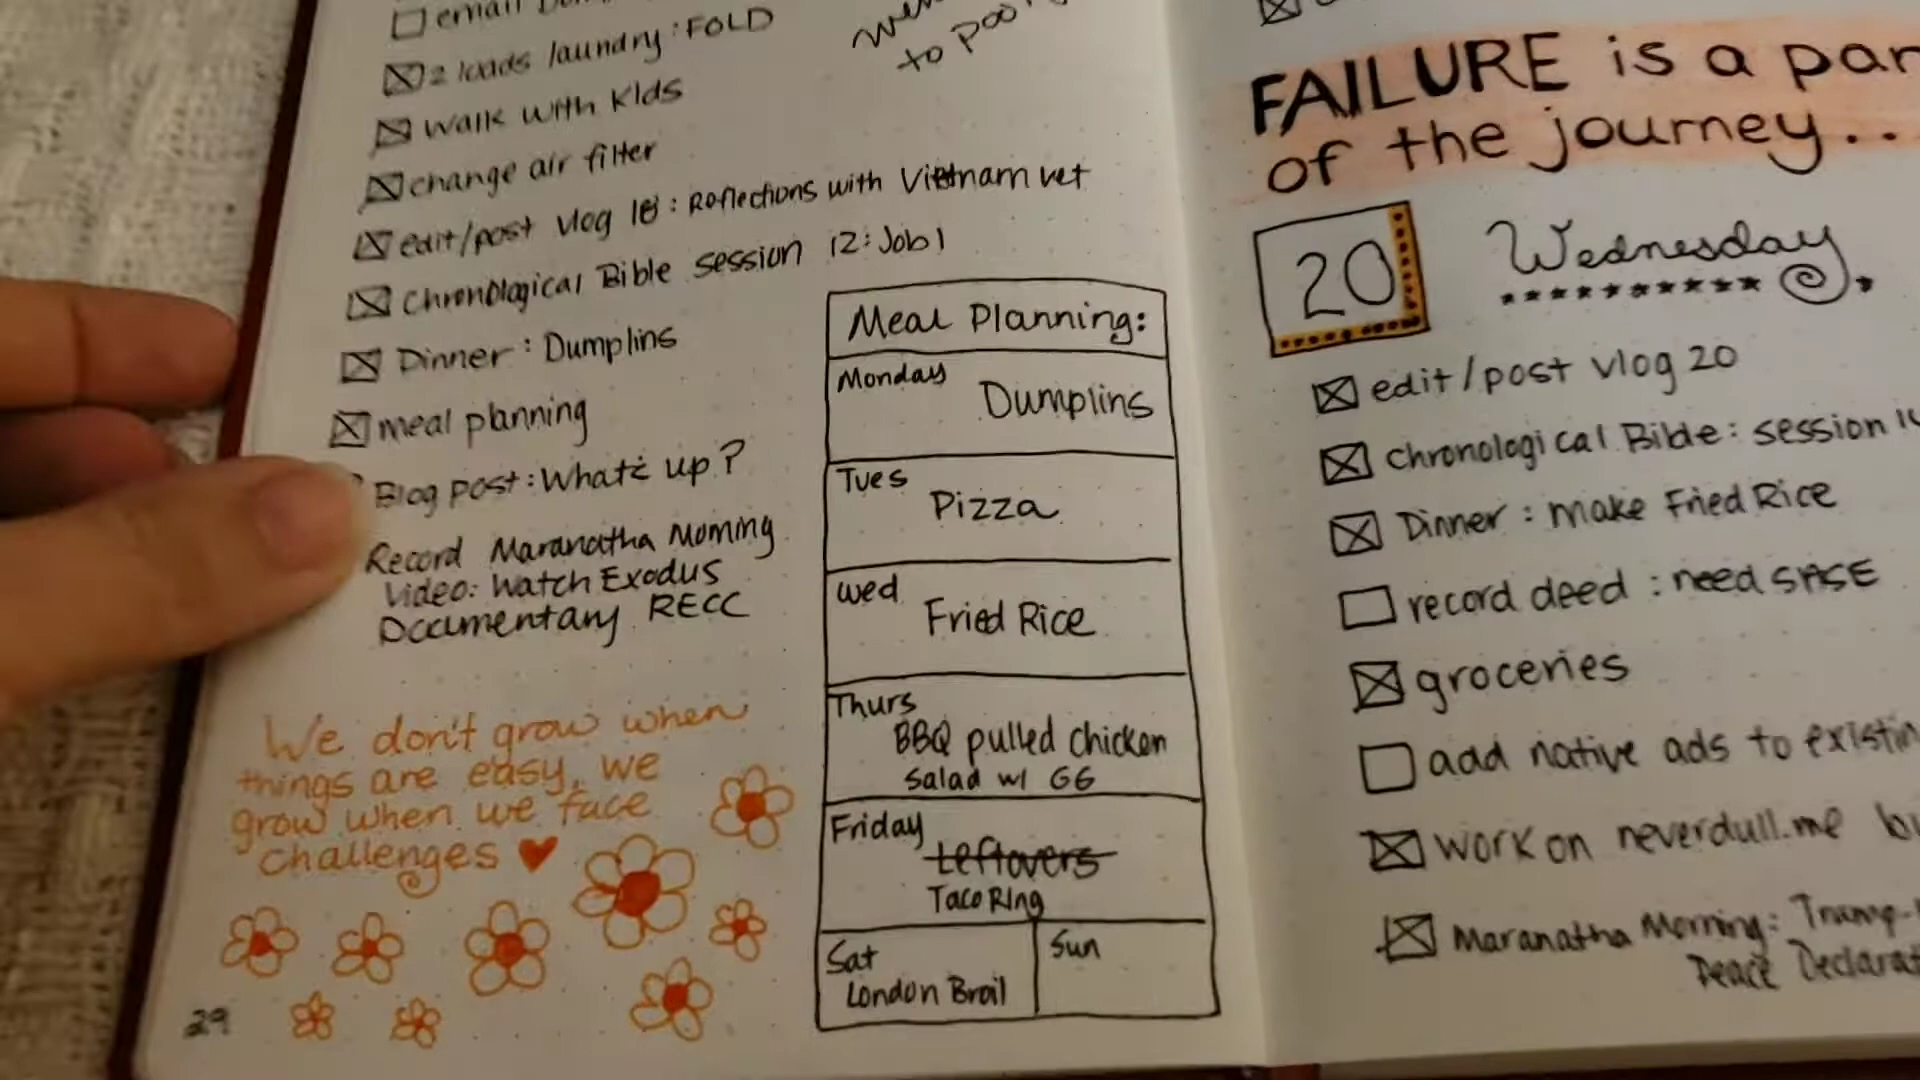 email
2 loads laundry : FOLD
walk with kids
change air filter
edit/post vlog 18 : Reflections with Vietnam vet
Chronological Bible session 12: Job 1
Dinner : Dumplins
meal planning
Blog post: What's up?
Record Maranatha Morning
Video: Watch Exodus
Documentary RECC
to pool
Meal Planning:
Monday
Dumplins
Tues
Pizza
Wed
Fried Rice
Thurs
BBQ pulled chicken
salad w/ GG
Friday
Leftovers
Taco Ring
Sat
London Broil
Sun
We don't grow when
things are easy, we
grow when we face
challenges
29
FAILURE is a par
of the journey...
20
Wednesday
edit/post vlog 20
Chronological Bible: session
Dinner : make Fried Rice
record deed : need SASE
groceries
add native ads to existin
work on neverdull.me bu
Maranatha Morning: Trump-
Peace Declarat